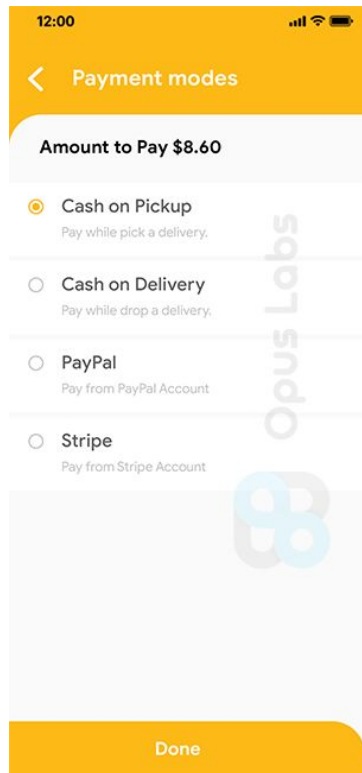 12:00
Payment modes
Amount to Pay $8.60
Cash on Pickup
Pay while pick a delivery.
Cash on Delivery
Pay while drop a delivery.
PayPal
Pay from PayPal Account
Stripe
Pay from Stripe Account
Opus Labs
Done